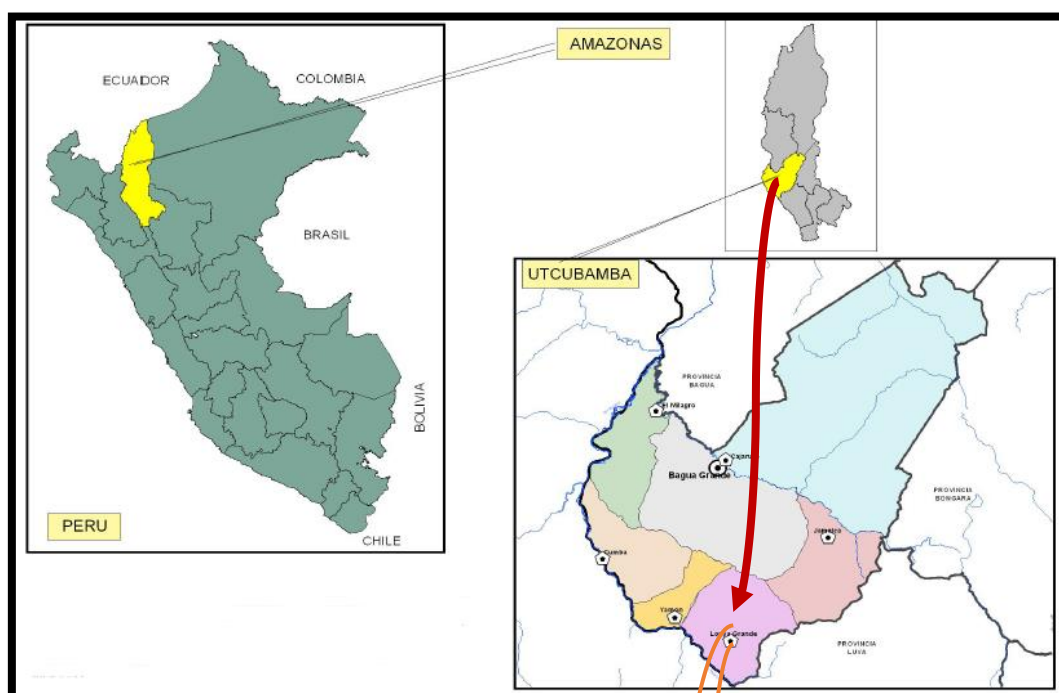 AMAZONAS
ECUADOR
COLOMBIA
BRASIL
BOLIVIA
PERU
CHILE
UTCUBAMBA
PROVINCIA
BAGUA
El Milagro
Bagua Grande
PROVINCIA
BONGARA
Jamalca
Cumba
Yamon
Lonya Grande
PROVINCIA
LUYA